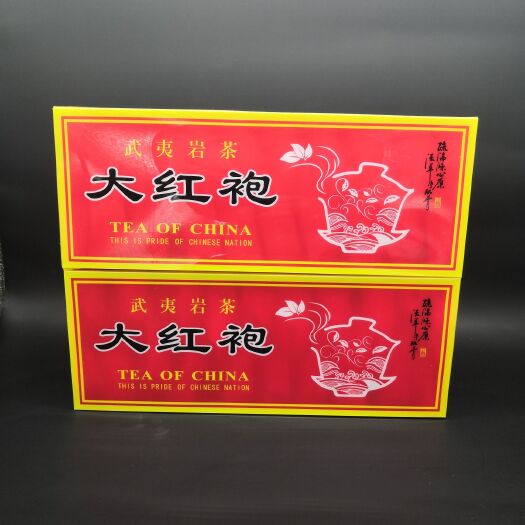 武夷岩茶
大红袍
TEA OF CHINA
THIS IS PRIDE OF CHINESE NATION
武夷岩茶
大红袍
TEA OF CHINA
THIS IS PRIDE OF CHINESE NATION